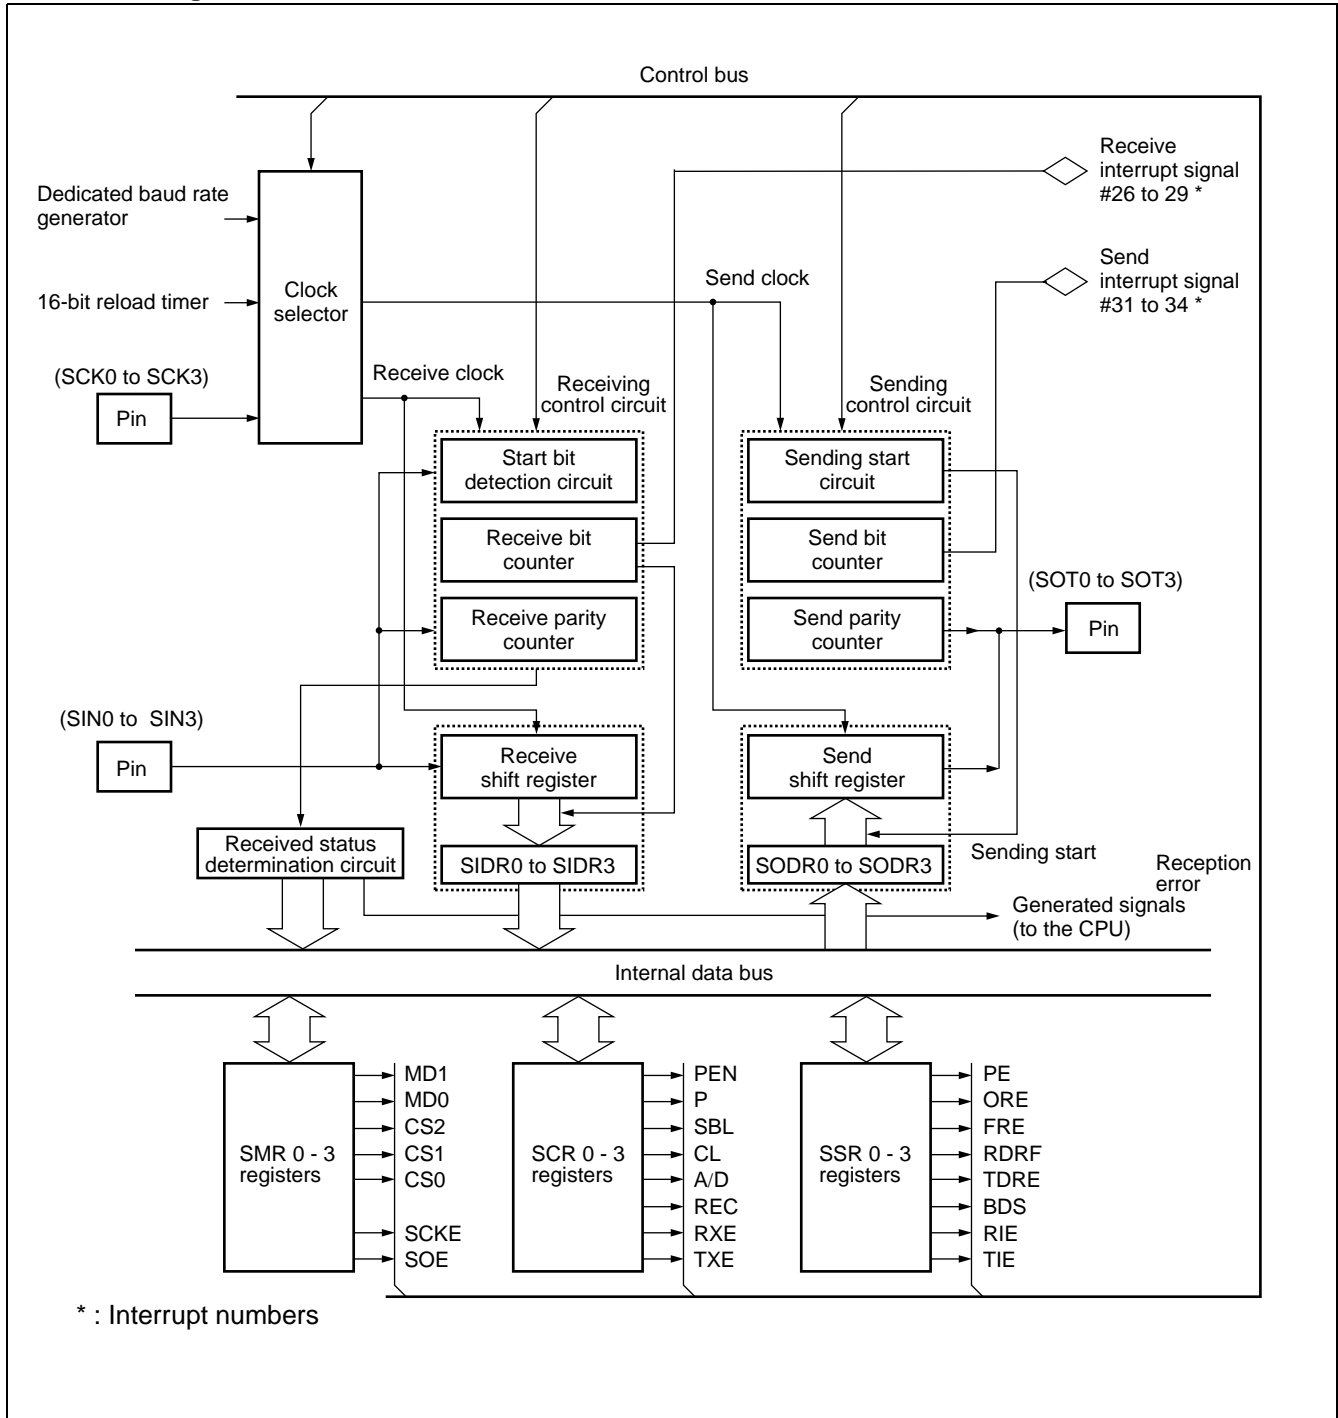 Control bus
Dedicated baud rate
generator
16-bit reload timer
(SCK0 to SCK3)
Pin
Clock
selector
Receive clock
Send clock
Receive
interrupt signal
#26 to 29 *
Send
interrupt signal
#31 to 34 *
Receiving
control circuit
Sending
control circuit
Start bit
detection circuit
Receive bit
counter
Receive parity
counter
Sending start
circuit
Send bit
counter
Send parity
counter
(SOT0 to SOT3)
Pin
(SIN0 to SIN3)
Pin
Receive
shift register
Send
shift register
Received status
determination circuit
SIDR0 to SIDR3
SODR0 to SODR3
Sending start
Reception
error
Generated signals
(to the CPU)
Internal data bus
SMR 0 - 3
registers
MD1
MD0
CS2
CS1
CS0
SCKE
SOE
SCR 0 - 3
registers
PEN
P
SBL
CL
A/D
REC
RXE
TXE
SSR 0 - 3
registers
PE
ORE
FRE
RDRF
TDRE
BDS
RIE
TIE
* : Interrupt numbers